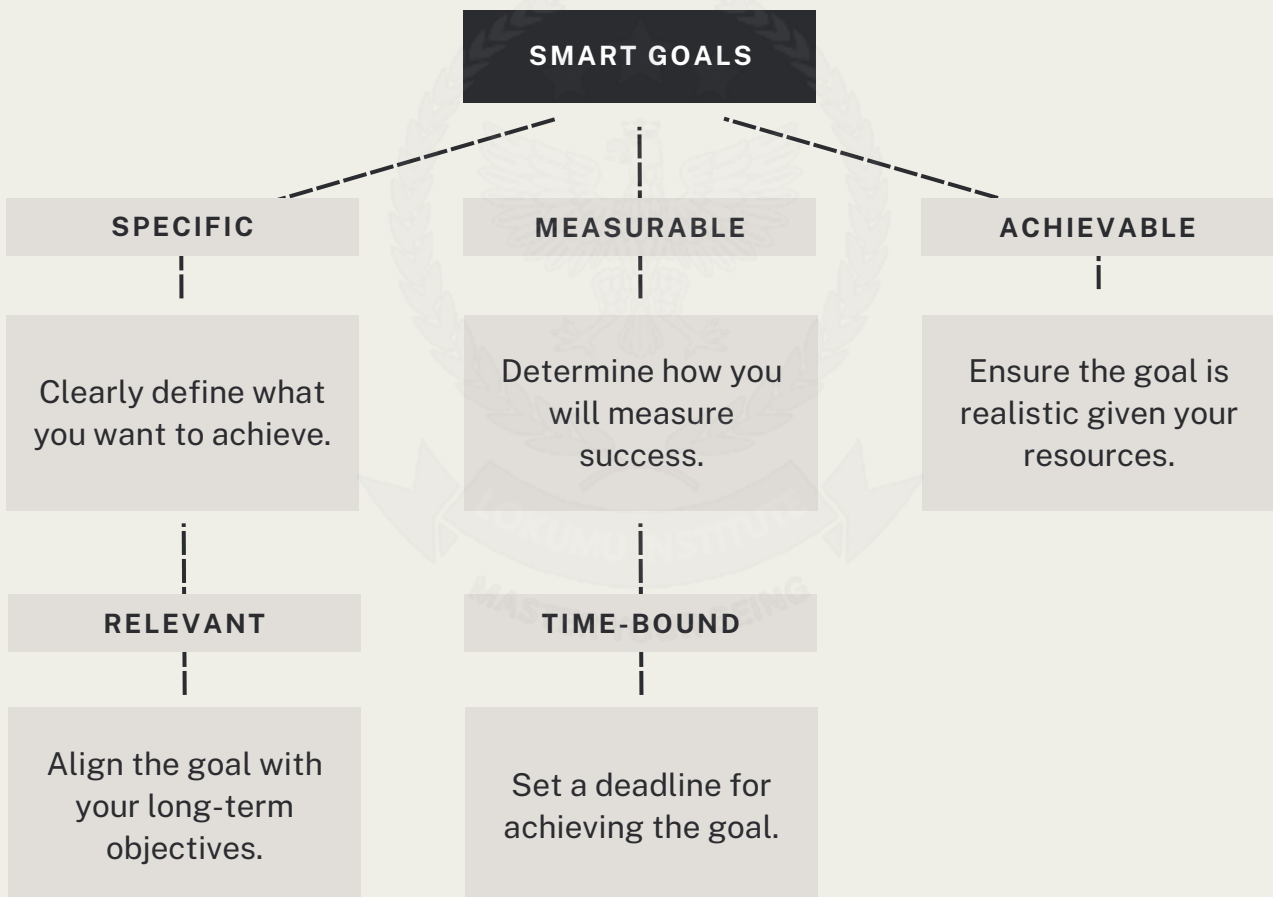 SMART GOALS
SPECIFIC
MEASURABLE
ACHIEVABLE
Clearly define what
you want to achieve.
Determine how you
will measure
success.
Ensure the goal is
realistic given your
resources.
LOKUMU INSTITUTE
RELEVANT
TIME-BOUND
Align the goal with
your long-term
objectives.
Set a deadline for
achieving the goal.